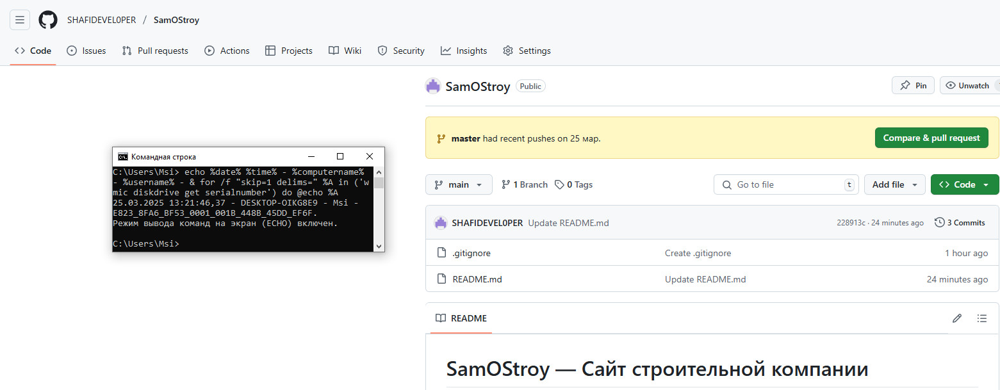 SHAFIDEVEL0PER / SamOStroy
Code Issues Pull requests Actions Projects Wiki Security Insights Settings
SamOStroy Public Pin Unwatch
master had recent pushes on 25 мар. Compare & pull request
main 1 Branch 0 Tags Go to file t Add file Code
SHAFIDEVEL0PER Update README.md 228913c · 24 minutes ago 3 Commits
.gitignore Create .gitignore 1 hour ago
README.md Update README.md 24 minutes ago
README
SamOStroy — Сайт строительной компании
Командная строка
C:\Users\Msi> echo %date% %time% - %computername%
- %username% - & for /f "skip=1 delims=" %A in ('w
mic diskdrive get serialnumber') do @echo %A
25.03.2025 13:21:46,37 - DESKTOP-OIKG8E9 - Msi -
E823_8FA6_BF53_0001_001B_448B_45DD_EF6F.
Режим вывода команд на экран (ECHO) включен.
C:\Users\Msi>